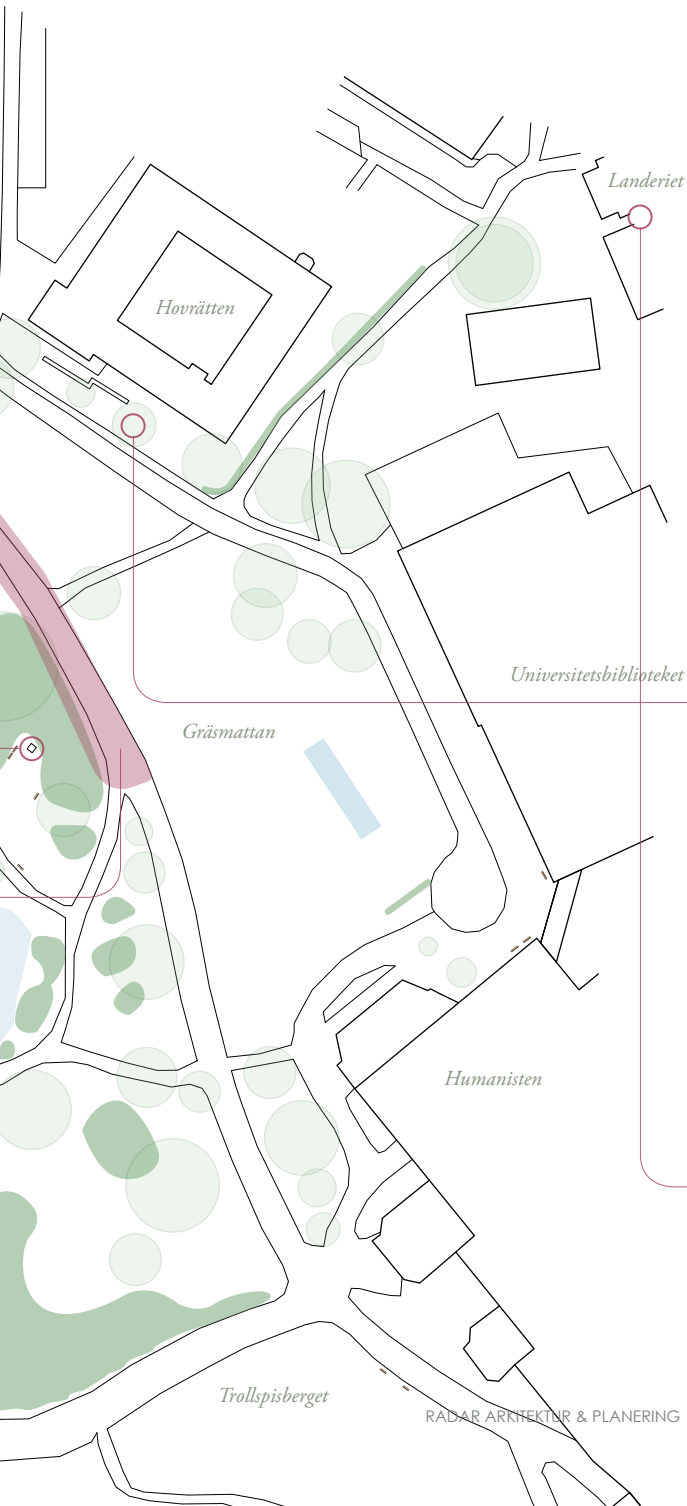 Landeriet
Hovrätten
Universitetsbiblioteket
Gräsmattan
Humanisten
Trollspisberget
RADAR ARKITEKTUR & PLANERING